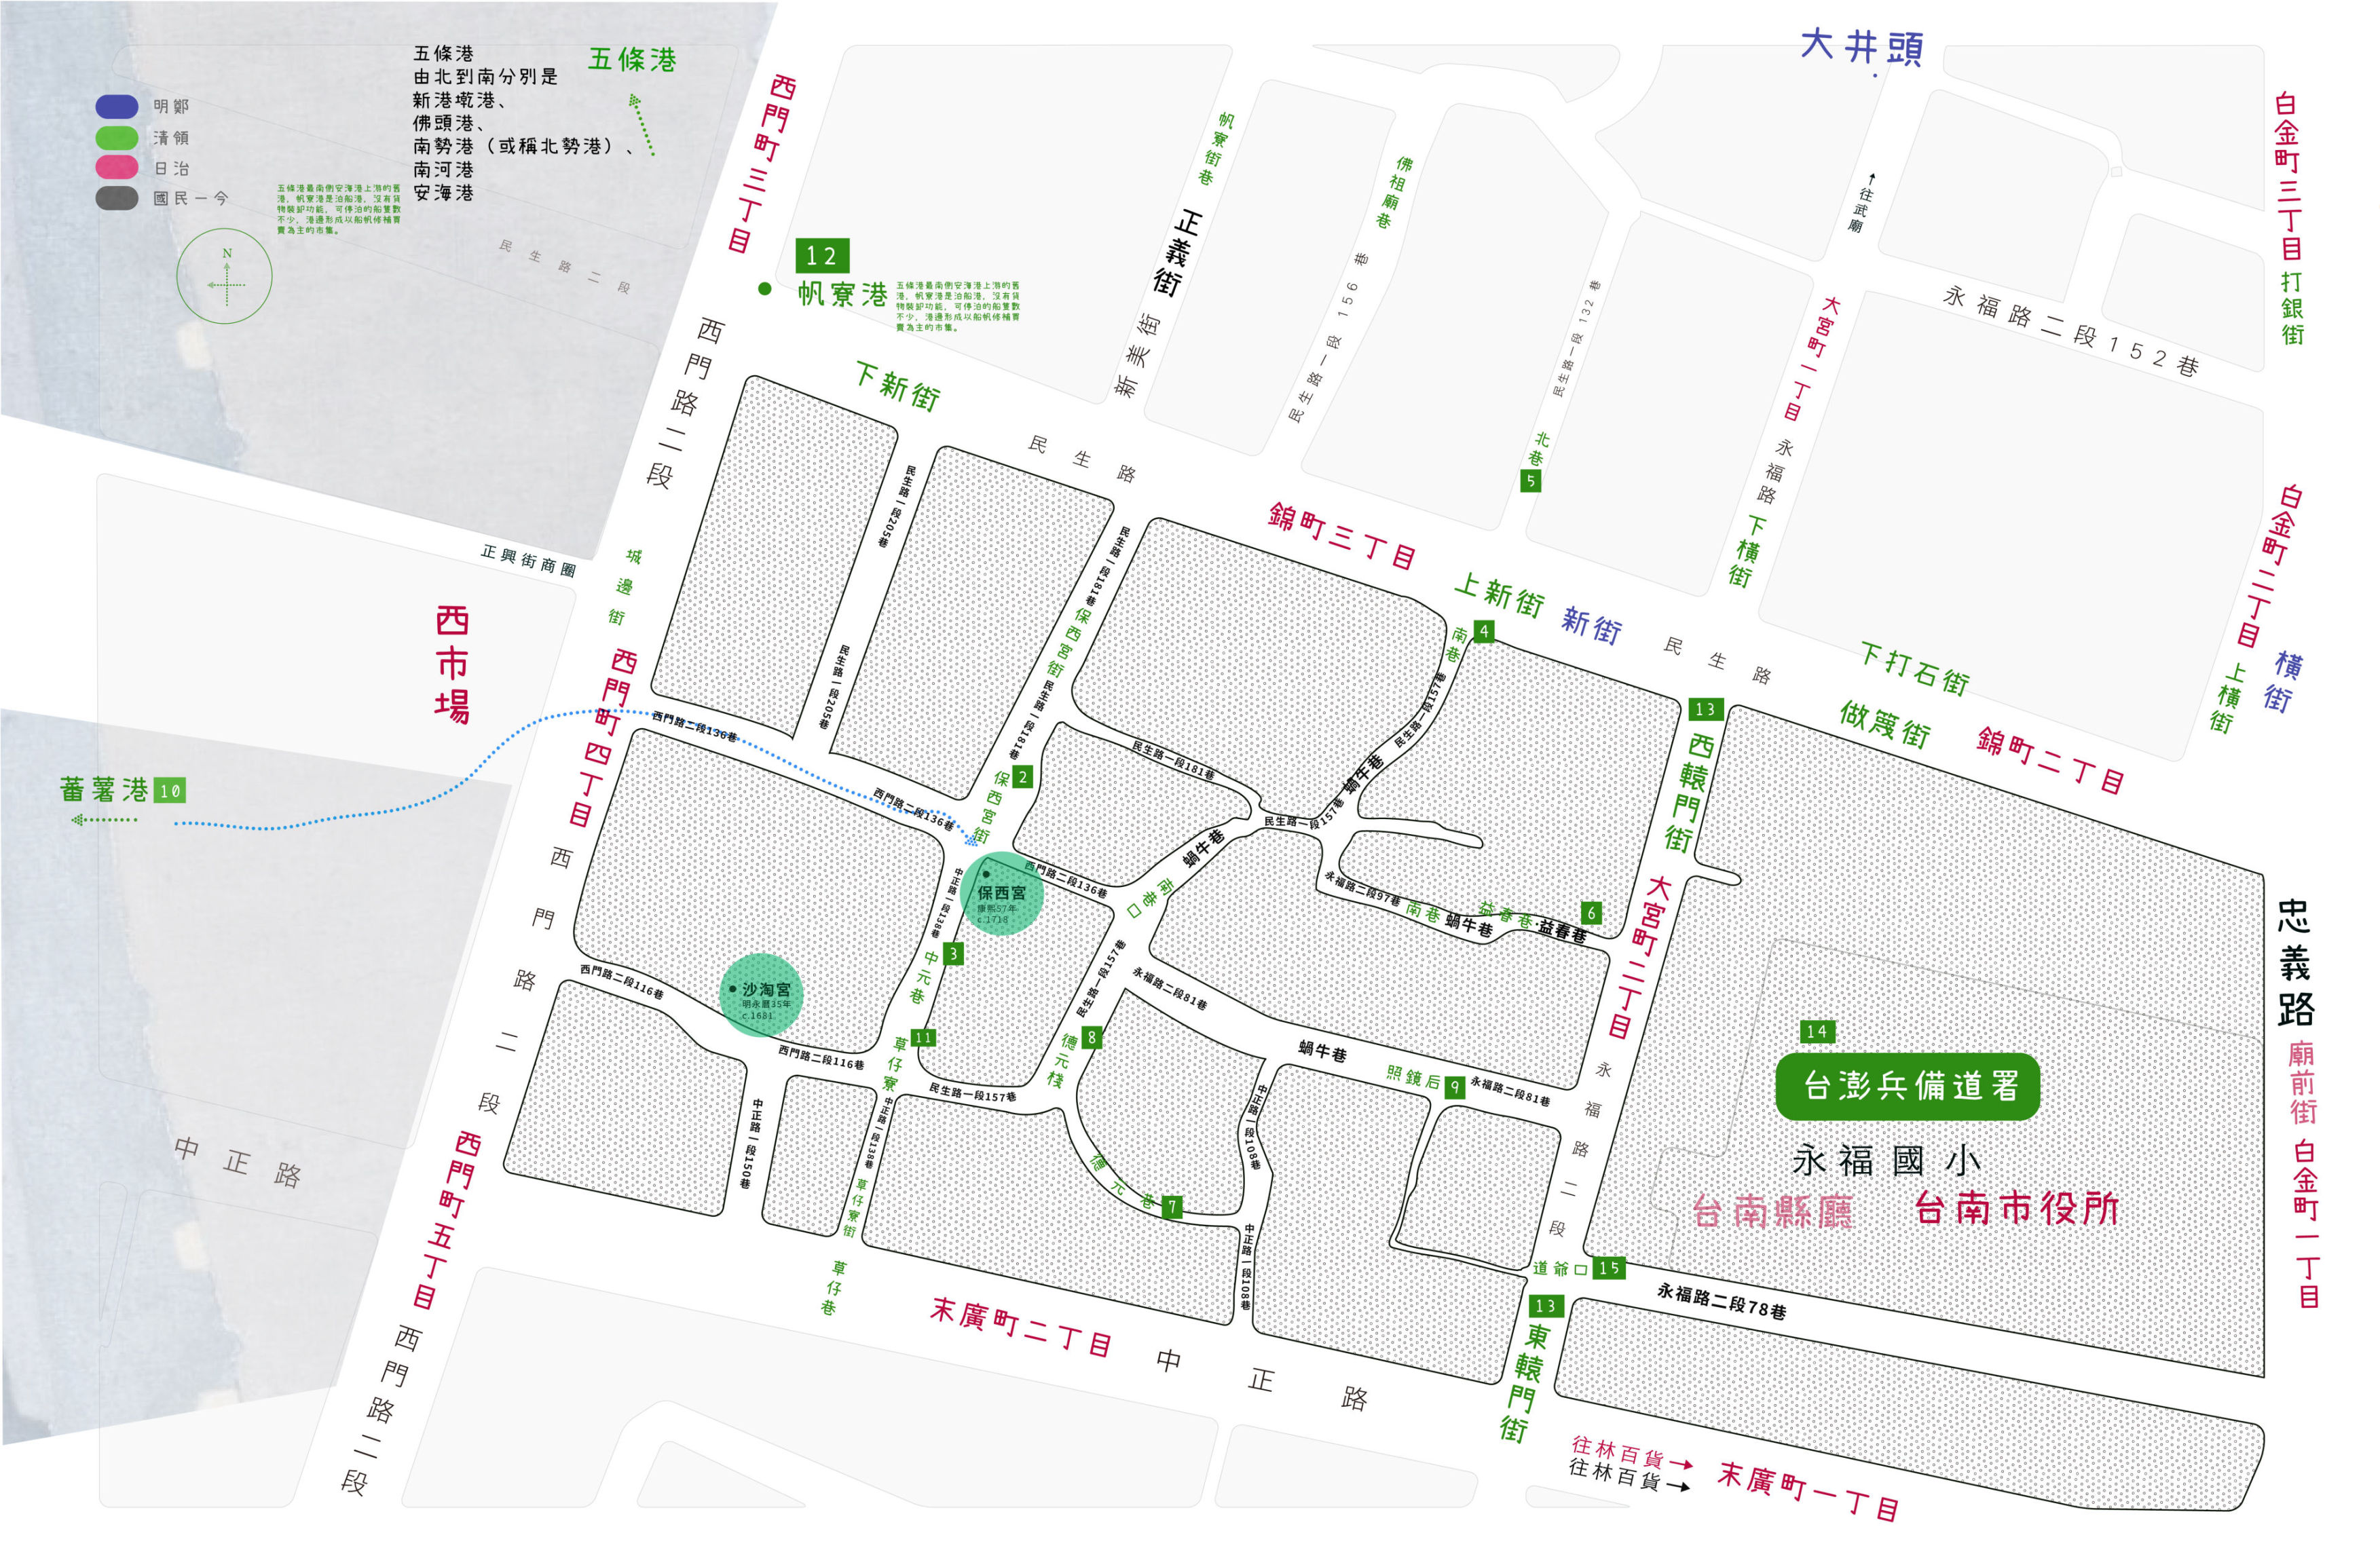 明鄭
清領
日治
國民一今
N
五條港
由北到南分別是
新港墘港、
佛頭港、
南勢港（或稱北勢港）、
南河港
安海港
五條港
五條港最南側安海港上游的舊
港，帆寮港是泊船港，沒有貨
物裝卸功能，可停泊的船隻數
不少，港邊形成以船帆修補買
賣為主的市集。
民生路二段
西門町三丁目
12
帆寮港
五條港最南側安海港上游的舊
港，帆寮港是泊船港，沒有貨
物裝卸功能，可停泊的船隻數
不少，港邊形成以船帆修補買
賣為主的市集。
帆寮街巷
正義街
新美街
佛祖廟巷
民生路一段 156 巷
民生路一段 132 巷
北巷
5
大井頭
↑往武廟
大宮町一丁目
永福路
下橫街
永福路二段152巷
白金町三丁目
打銀街
白金町二丁目
橫街
上橫街
西門路二段
下新街
民生路
錦町三丁目
上新街
新街
民生路
下打石街
做篾街
錦町二丁目
正興街商圈
城邊街
西市場
西門町四丁目
蕃薯港
10
民生路一段205巷
民生路一段205巷
民生路一段181巷
保西宮街
民生路一段181巷
保西宮街
2
西門路二段136巷
西門路二段136巷
西門路二段136巷
民生路一段181巷
南巷
4
民生路一段157巷
蝸牛巷
民生路一段157巷
蝸牛巷
南巷口
13
西轅門街
永福路二段97巷
南巷
蝸牛巷
益春巷
·益春巷
6
大宮町二丁目
保西宮
康熙57年
c.1718
沙淘宮
明永曆35年
c.1681
中正路一段138巷
3
中元巷
西門路二段116巷
西門路二段116巷
11
草仔寮
民生路一段157巷
民生路一段157巷
德元棧
8
永福路二段81巷
蝸牛巷
照鏡后
9
永福路二段81巷
中正路一段150巷
中正路一段138巷
草仔寮街
草仔巷
德元巷
7
中正路一段108巷
中正路一段108巷
西門路二段
西門町五丁目
西門路二段
中正路
末廣町二丁目
中正路
永福路二段
道爺口
15
13
東轅門街
永福路二段78巷
14
台澎兵備道署
永福國小
台南縣廳
台南市役所
忠義路
廟前街
白金町一丁目
往林百貨→
往林百貨→
末廣町一丁目